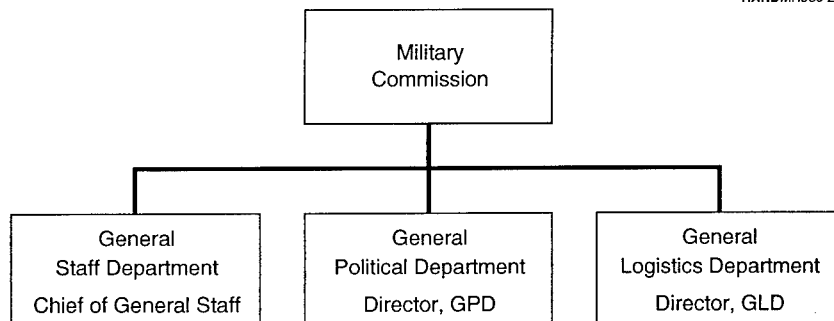 Military
Commission
General
Staff Department
Chief of General Staff
General
Political Department
Director, GPD
General
Logistics Department
Director, GLD